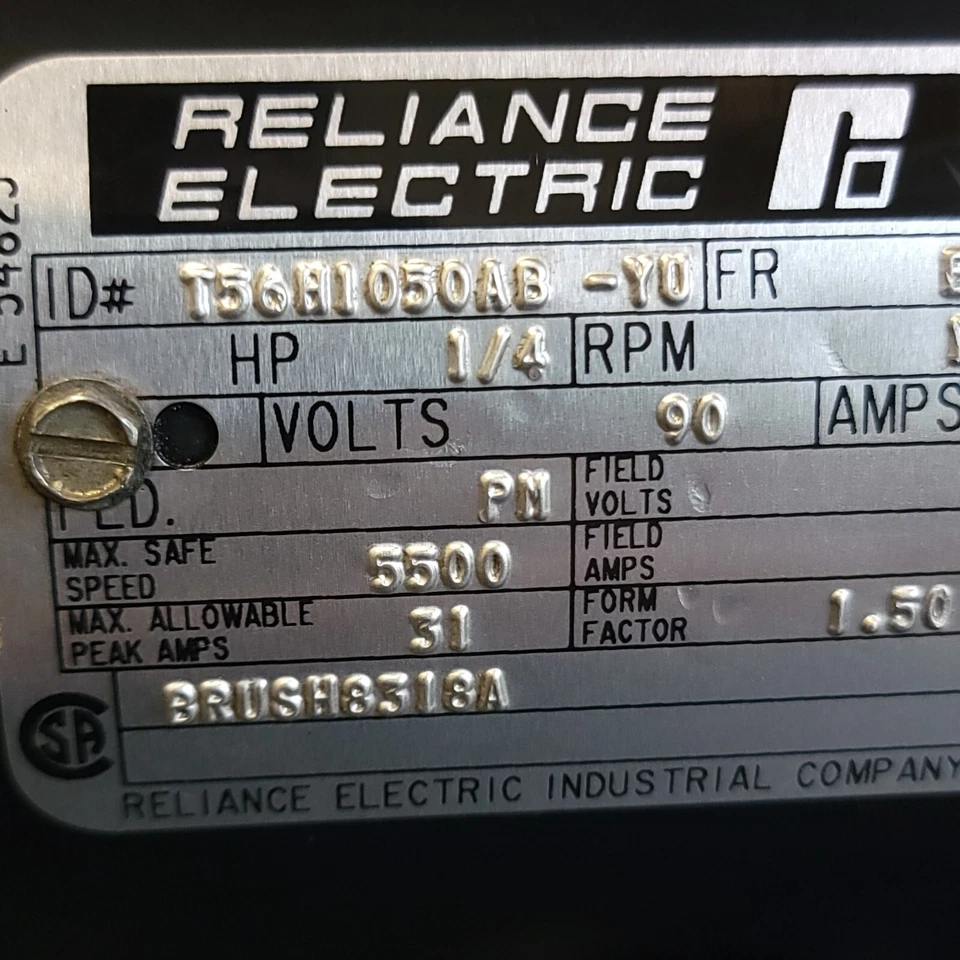 RELIANCE
ELECTRIC
ID# T56H1050AB -YU FR
HP 1/4 RPM
VOLTS 90 AMPS
PM FIELD VOLTS
MAX. SAFE SPEED 5500 FIELD AMPS
MAX. ALLOWABLE PEAK AMPS 31 FORM FACTOR 1.50
BRUSH8318A
CSA
RELIANCE ELECTRIC INDUSTRIAL COMPANY